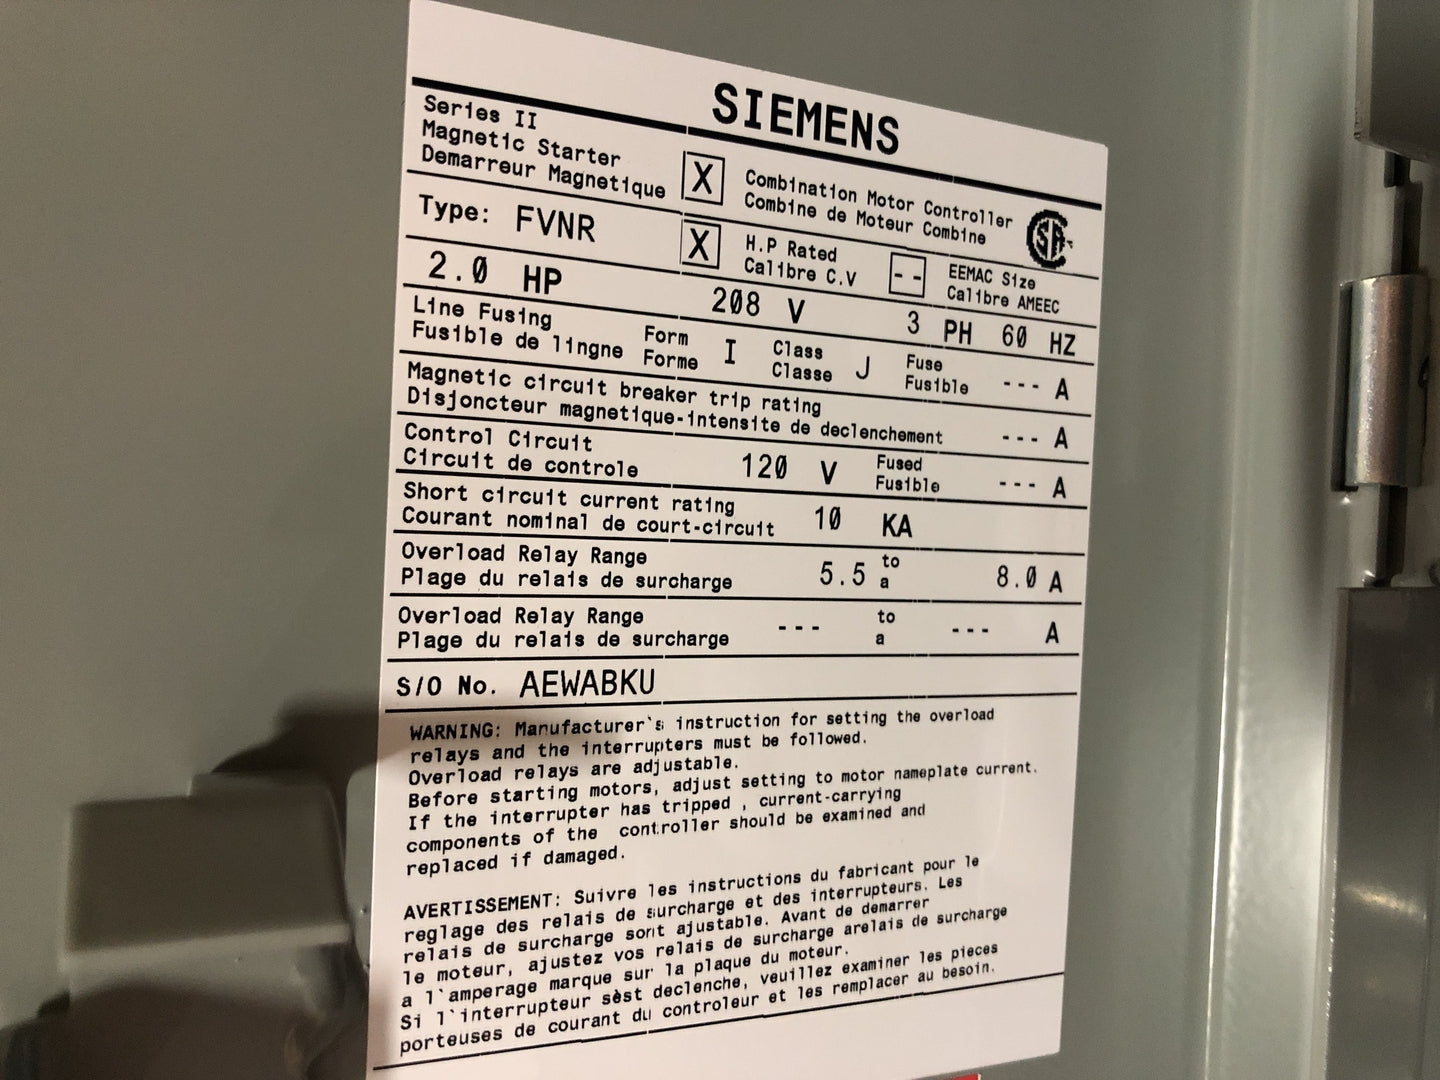 SIEMENS
Series II
Magnetic Starter
Demarreur Magnetique
X
Combination Motor Controller
Combine de Moteur Combine
Type: FVNR
X
H.P Rated
Calibre C.V
--
EEMAC Size
Calibre AMEEC
2.0 HP 208 V 3 PH 60 HZ
Line Fusing
Fusible de lingne
Form
Forme
I
Class
Classe
J
Fuse
Fusible
--- A
Magnetic circuit breaker trip rating
Disjoncteur magnetique-intensite de declenchement
--- A
Control Circuit
Circuit de controle
120 V
Fused
Fusible
--- A
Short circuit current rating
Courant nominal de court-circuit
10 KA
Overload Relay Range
Plage du relais de surcharge
5.5
to
a
8.0 A
Overload Relay Range
Plage du relais de surcharge
---
to
a
--- A
S/O No. AEWABKU
WARNING: Manufacturer`s instruction for setting the overload
relays and the interrupters must be followed.
Overload relays are adjustable.
Before starting motors, adjust setting to motor nameplate current.
If the interrupter has tripped , current-carrying
components of the controller should be examined and
replaced if damaged.
AVERTISSEMENT: Suivre les instructions du fabricant pour le
reglage des relais de surcharge et des interrupteurs. Les
relais de surcharge sont ajustable. Avant de demarrer
le moteur, ajustez vos relais de surcharge arelais de surcharge
a l`amperage marque sur la plaque du moteur.
Si l`interrupteur sèst declenche, veuillez examiner les pieces
porteuses de courant du controleur et les remplacer au besoin.